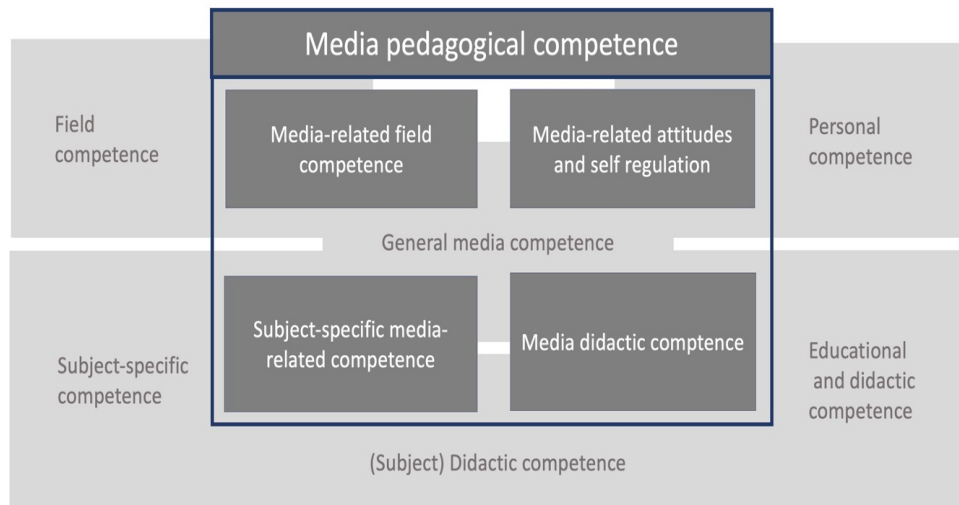 Media pedagogical competence
Field
competence
Media-related field
competence
Media-related attitudes
and self regulation
Personal
competence
General media competence
Subject-specific
competence
Subject-specific media-
related competence
Media didactic comptence
Educational
and didactic
competence
(Subject) Didactic competence